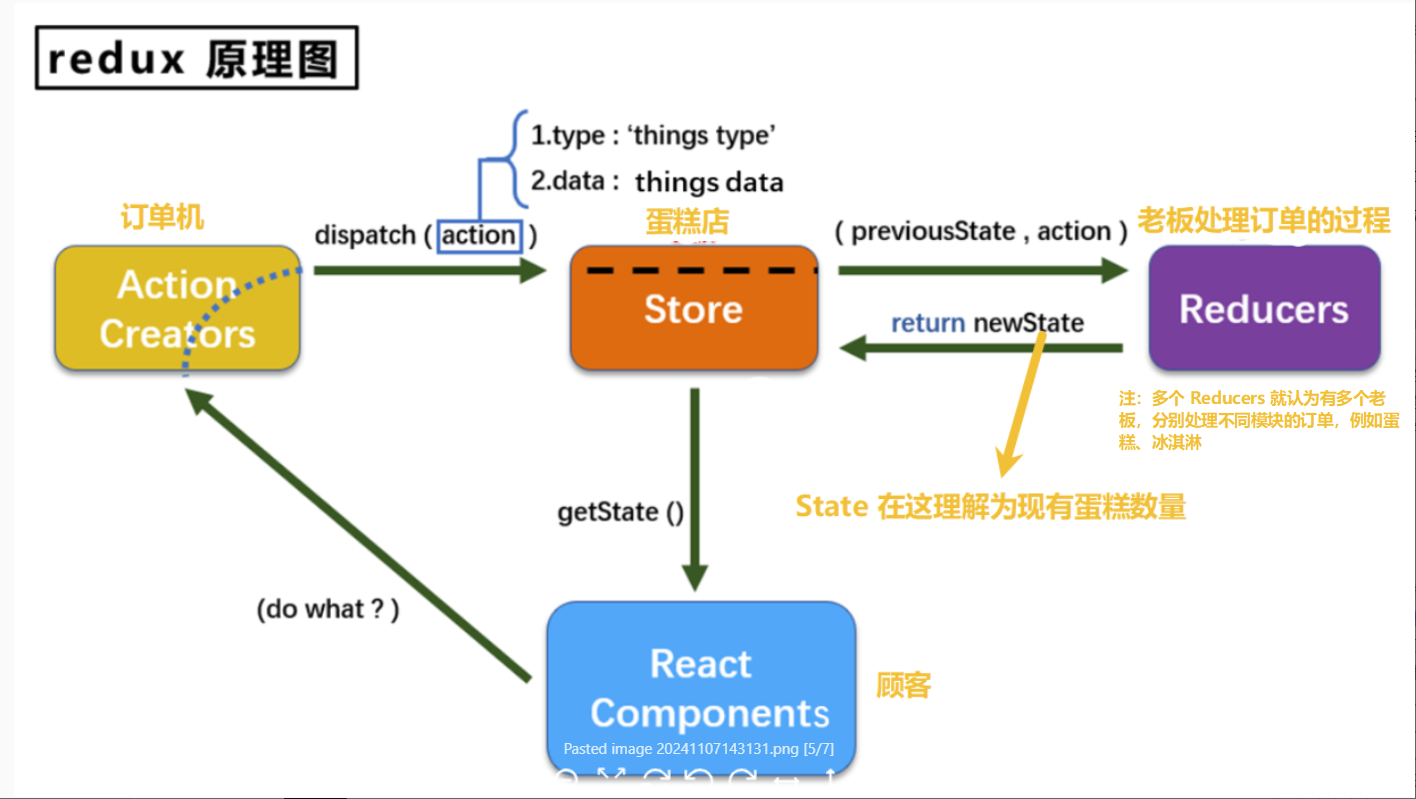 redux 原理图
1.type : ‘things type’
2.data : things data
订单机
dispatch ( action )
蛋糕店
( previousState , action )
老板处理订单的过程
Action
Creators
Store
Reducers
return newState
注：多个 Reducers 就认为有多个老
板，分别处理不同模块的订单，例如蛋
糕、冰淇淋
State 在这理解为现有蛋糕数量
getState ()
(do what ? )
React
Components
顾客
Pasted image 20241107143131.png [5/7]